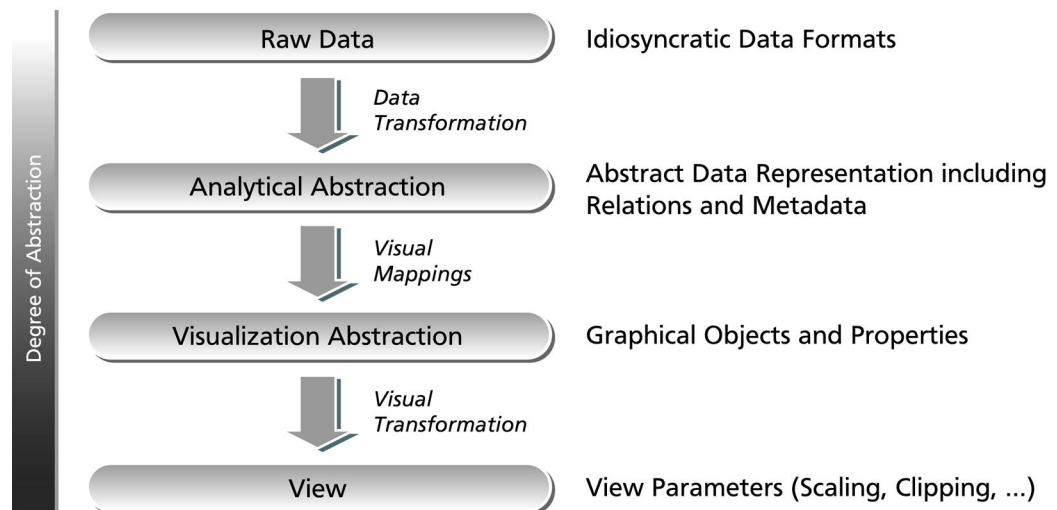 Degree of Abstraction
Raw Data
Idiosyncratic Data Formats
Data
Transformation
Analytical Abstraction
Abstract Data Representation including
Relations and Metadata
Visual
Mappings
Visualization Abstraction
Graphical Objects and Properties
Visual
Transformation
View
View Parameters (Scaling, Clipping, ...)